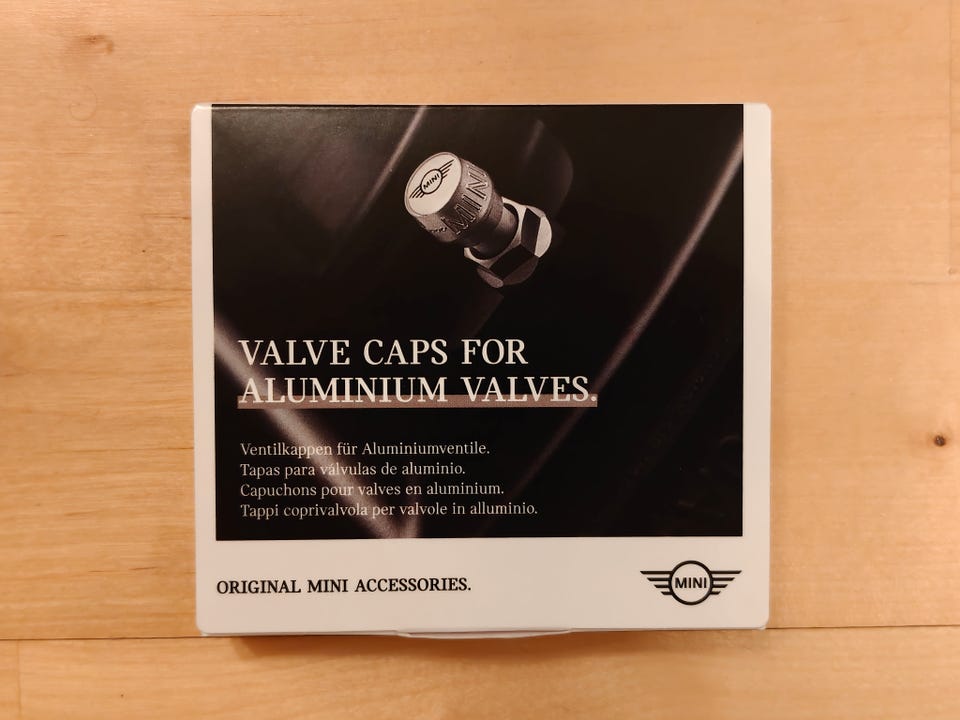 MINI
MINI
VALVE CAPS FOR
ALUMINIUM VALVES.
Ventilkappen für Aluminiumventile.
Tapas para válvulas de aluminio.
Capuchons pour valves en aluminium.
Tappi coprivalvola per valvole in alluminio.
ORIGINAL MINI ACCESSORIES.
MINI